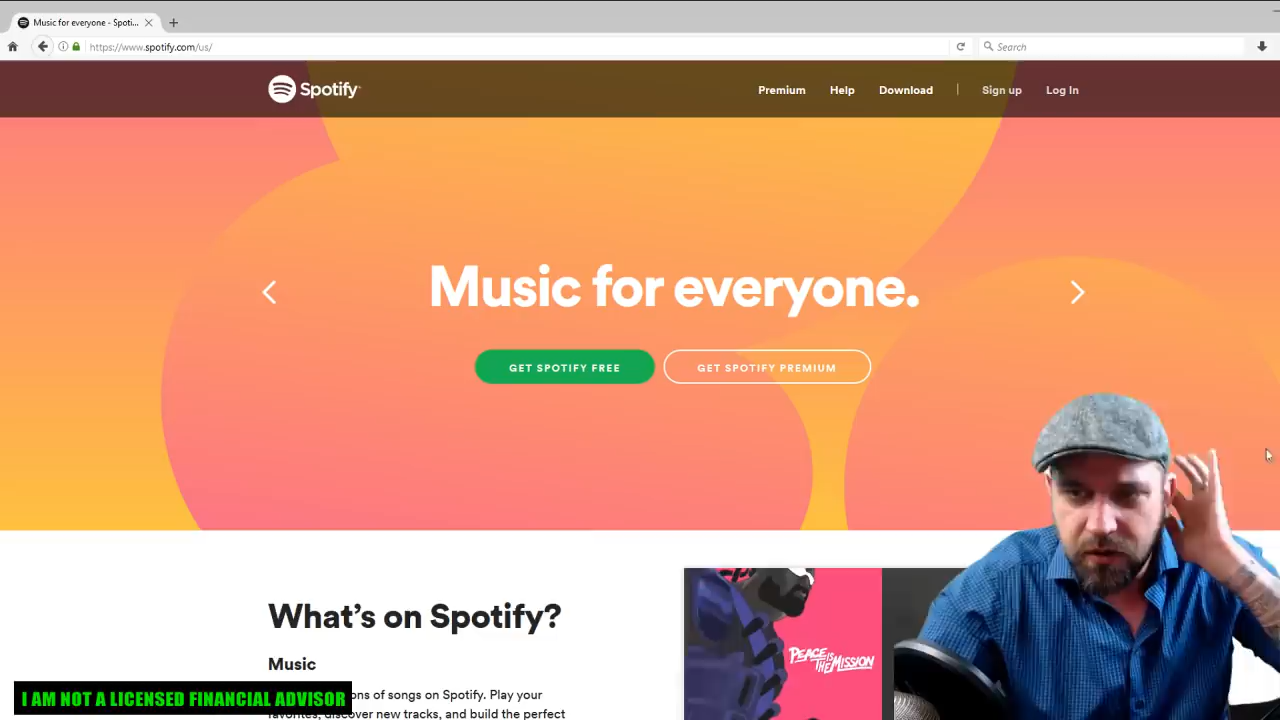 Music for everyone - Spoti...
https://www.spotify.com/us/
Search
Spotify
Premium
Help
Download
Sign up
Log In
Music for everyone.
GET SPOTIFY FREE
GET SPOTIFY PREMIUM
What's on Spotify?
Music
ons of songs on Spotify. Play your
favorites, discover new tracks, and build the perfect
PEACE IS THE MISSION
I AM NOT A LICENSED FINANCIAL ADVISOR